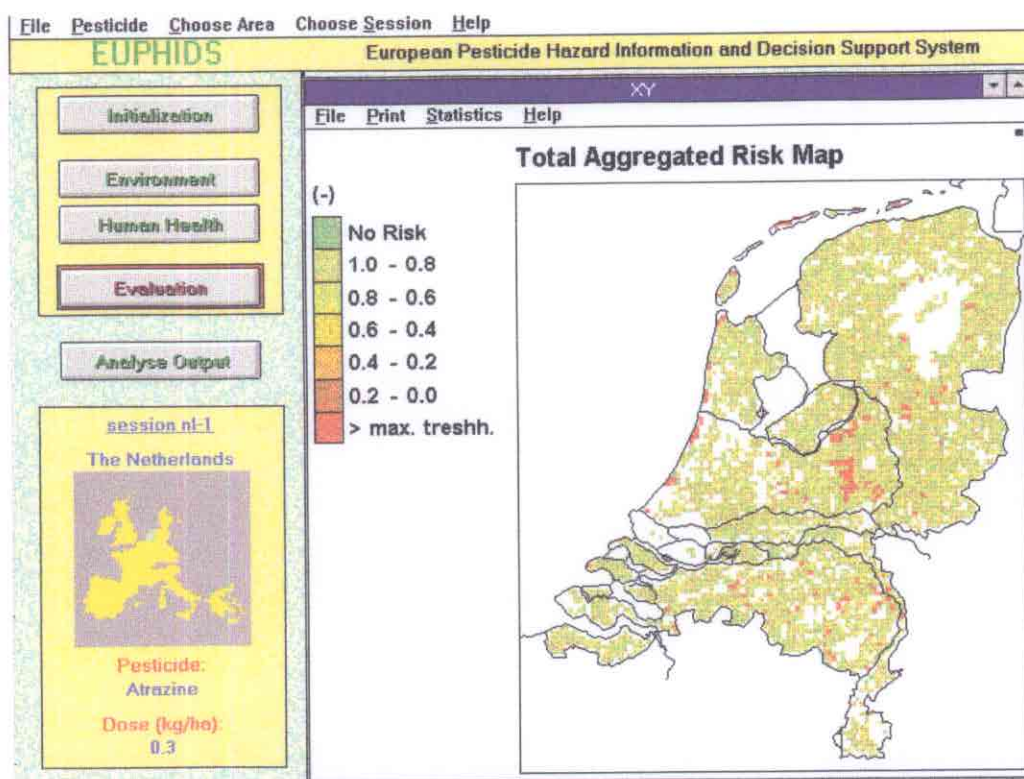 File Pesticide Choose Area Choose Session Help
EUPHIDS
European Pesticide Hazard Information and Decision Support System
Initialization
Environment
Human Health
Evaluation
Analyse Output
session nl-1
The Netherlands
Pesticide:
Atrazine
Dose (kg/ha):
0.3
XY
File Print Statistics Help
Total Aggregated Risk Map
(-)
No Risk
1.0 - 0.8
0.8 - 0.6
0.6 - 0.4
0.4 - 0.2
0.2 - 0.0
> max. treshh.